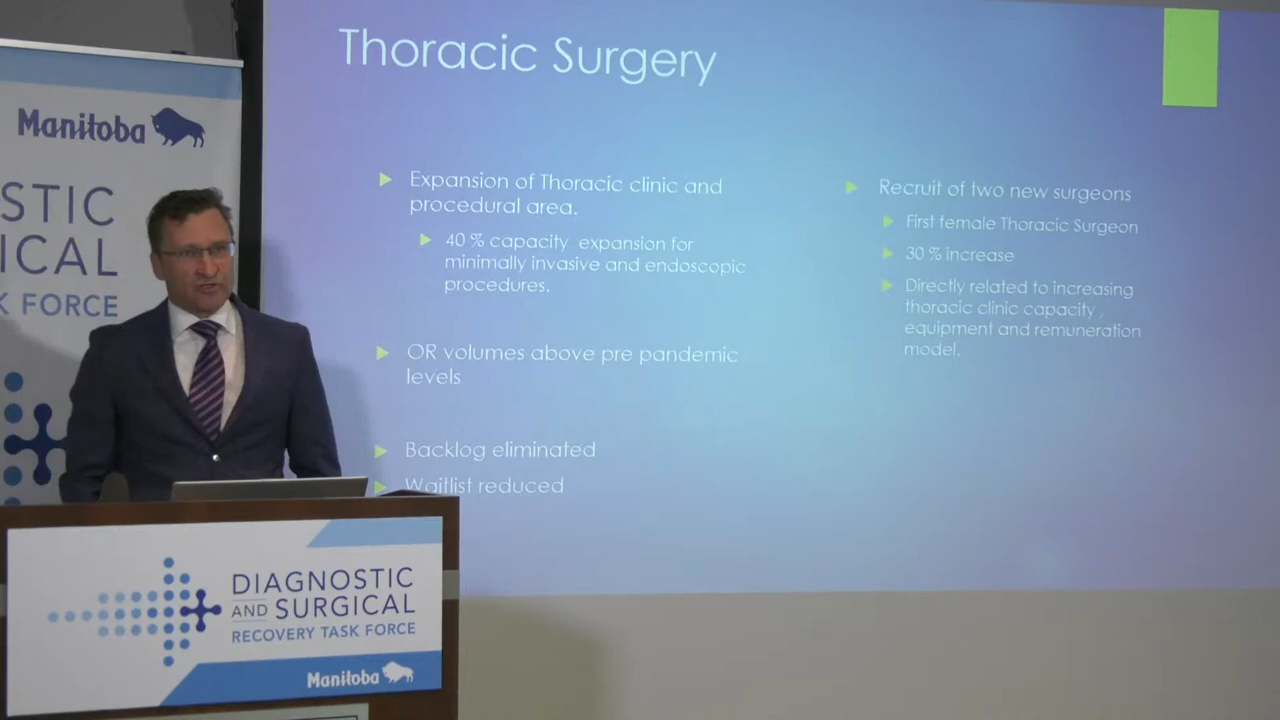 Thoracic Surgery
Expansion of Thoracic clinic and
procedural area.
40 % capacity expansion for
minimally invasive and endoscopic
procedures.
OR volumes above pre pandemic
levels
Backlog eliminated
Waitlist reduced
Recruit of two new surgeons
First female Thoracic Surgeon
30 % increase
Directly related to increasing
thoracic clinic capacity ,
equipment and remuneration
model.
Manitoba
STIC
ICAL
K FORCE
DIAGNOSTIC
AND SURGICAL
RECOVERY TASK FORCE
Manitoba